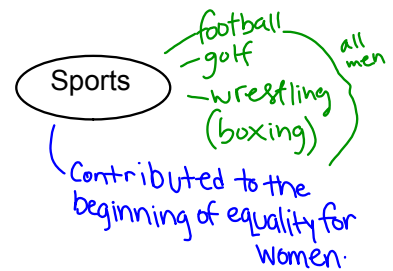 football
golf
wrestling
(boxing)
all
men
Sports
Contributed to the
beginning of equality for
women.